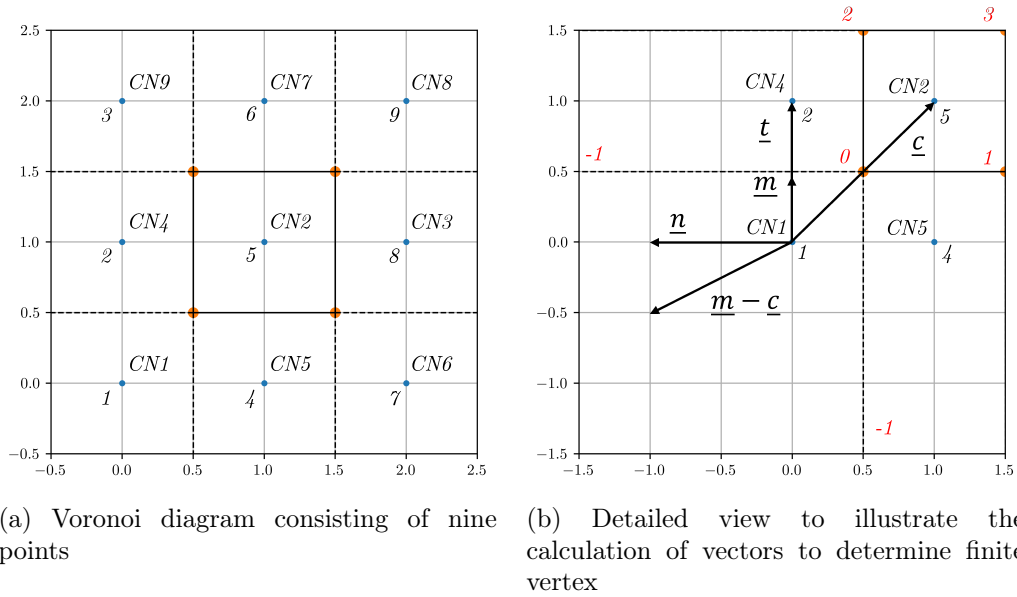 2.5
2.0
1.5
1.0
0.5
0.0
−0.5
−0.5
0.0
0.5
1.0
1.5
2.0
2.5
CN9
3
CN7
6
CN8
9
CN4
2
CN2
5
CN3
8
CN1
1
CN5
4
CN6
7
(a) Voronoi diagram consisting of nine
points
2
3
1.5
1.0
0.5
0.0
−0.5
−1.0
−1.5
−1.5
−1.0
−0.5
0.0
0.5
1.0
1.5
CN4
2
CN2
5
t
c
-1
0
1
m
n
CN1
1
CN5
4
m − c
-1
(b) Detailed view to illustrate the
calculation of vectors to determine finite
vertex